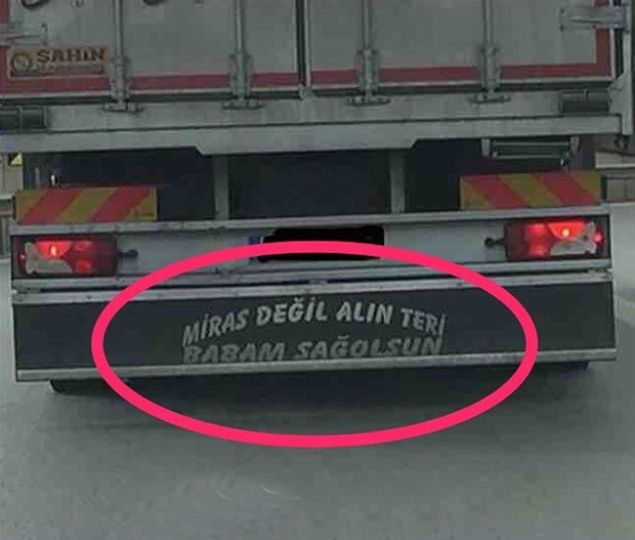 ŞAHİN
MİRAS DEĞİL ALIN TERİ
BABAM SAĞOLSUN